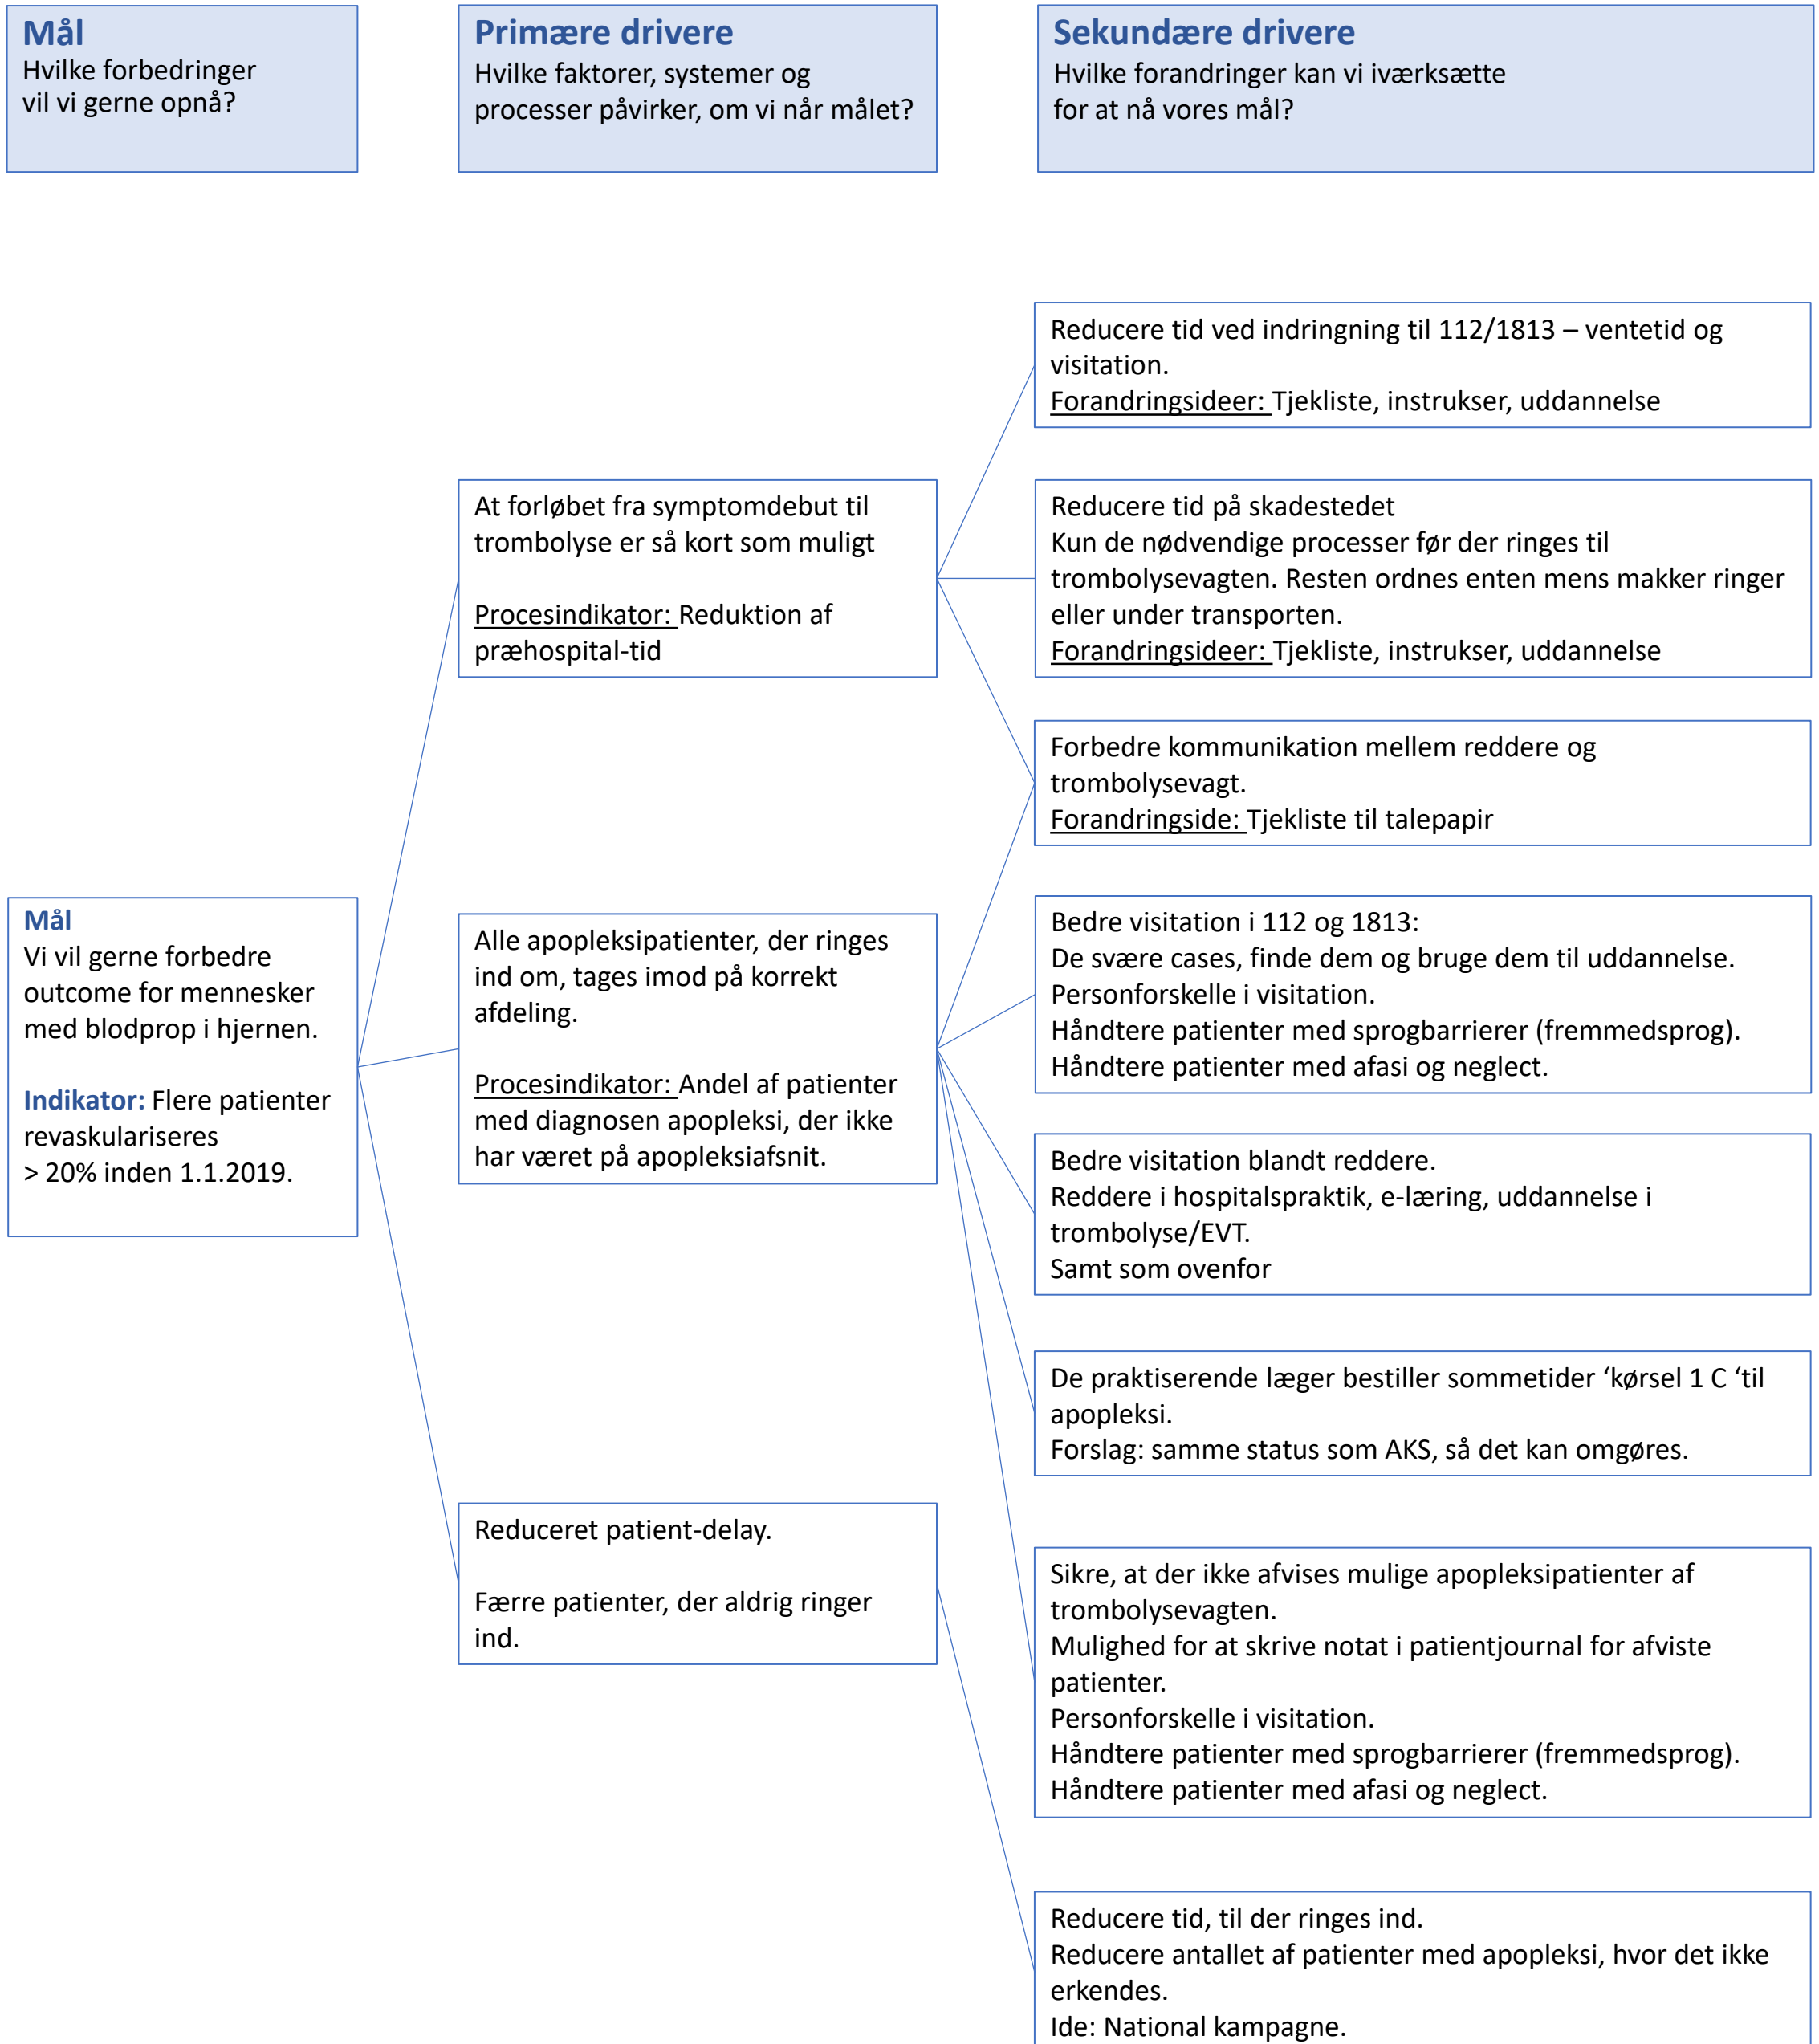 Mål
Hvilke forbedringer
vil vi gerne opnå?
Primære drivere
Hvilke faktorer, systemer og
processer påvirker, om vi når målet?
Sekundære drivere
Hvilke forandringer kan vi iværksætte
for at nå vores mål?
Mål
Vi vil gerne forbedre
outcome for mennesker
med blodprop i hjernen.
Indikator: Flere patienter
revaskulariseres
> 20% inden 1.1.2019.
At forløbet fra symptomdebut til
trombolyse er så kort som muligt
Procesindikator: Reduktion af
præhospital-tid
Alle apopleksipatienter, der ringes
ind om, tages imod på korrekt
afdeling.
Procesindikator: Andel af patienter
med diagnosen apopleksi, der ikke
har været på apopleksiafsnit.
Reduceret patient-delay.
Færre patienter, der aldrig ringer
ind.
Reducere tid ved indringning til 112/1813 – ventetid og
visitation.
Forandringsideer: Tjekliste, instrukser, uddannelse
Reducere tid på skadestedet
Kun de nødvendige processer før der ringes til
trombolysevagten. Resten ordnes enten mens makker ringer
eller under transporten.
Forandringsideer: Tjekliste, instrukser, uddannelse
Forbedre kommunikation mellem reddere og
trombolysevagt.
Forandringside: Tjekliste til talepapir
Bedre visitation i 112 og 1813:
De svære cases, finde dem og bruge dem til uddannelse.
Personforskelle i visitation.
Håndtere patienter med sprogbarrierer (fremmedsprog).
Håndtere patienter med afasi og neglect.
Bedre visitation blandt reddere.
Reddere i hospitalspraktik, e-læring, uddannelse i
trombolyse/EVT.
Samt som ovenfor
De praktiserende læger bestiller sommetider ‘kørsel 1 C ‘til
apopleksi.
Forslag: samme status som AKS, så det kan omgøres.
Sikre, at der ikke afvises mulige apopleksipatienter af
trombolysevagten.
Mulighed for at skrive notat i patientjournal for afviste
patienter.
Personforskelle i visitation.
Håndtere patienter med sprogbarrierer (fremmedsprog).
Håndtere patienter med afasi og neglect.
Reducere tid, til der ringes ind.
Reducere antallet af patienter med apopleksi, hvor det ikke
erkendes.
Ide: National kampagne.